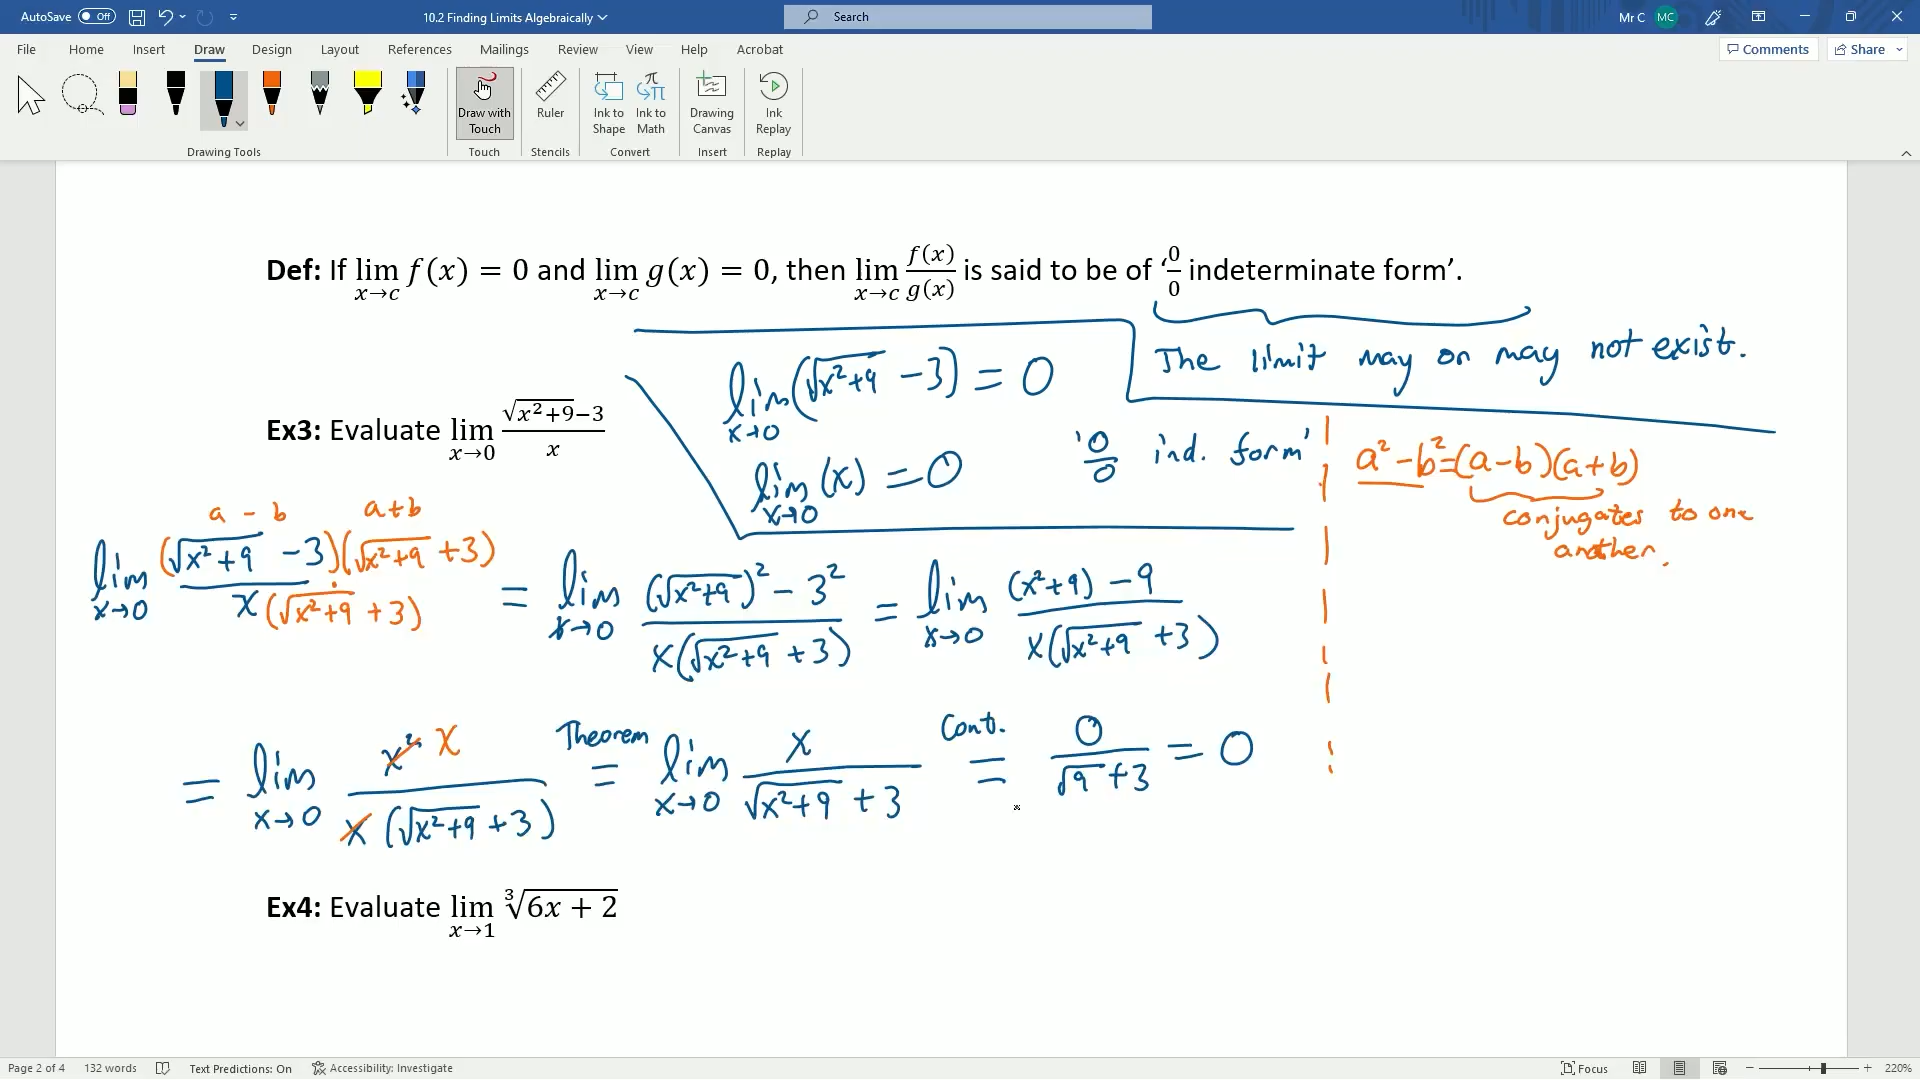 AutoSave Off 10.2 Finding Limits Algebraically Search Mr C MC
File Home Insert Draw Design Layout References Mailings Review View Help Acrobat Comments Share
Draw with Touch Ruler Ink to Shape Ink to Math Drawing Canvas Ink Replay
Drawing Tools Touch Stencils Convert Insert Replay
Def: If lim_{x→c} f(x) = 0 and lim_{x→c} g(x) = 0, then lim_{x→c} f(x)/g(x) is said to be of ‘0/0 indeterminate form’.
The limit may or may not exist.
lim_{x→0} (√(x²+9) - 3) = 0
Ex3: Evaluate lim_{x→0} (√(x²+9)-3)/x
lim_{x→0} (x) = 0
'0/0 ind. form'
a² - b² = (a-b)(a+b)
conjugates to one
another.
a - b a+b
lim_{x→0} (√(x²+9) - 3)/x · (√(x²+9) + 3)/(√(x²+9) + 3) = lim_{x→0} ((√(x²+9))² - 3²)/(x(√(x²+9) + 3)) = lim_{x→0} ((x²+9) - 9)/(x(√(x²+9) + 3))
Theorem Cont.
= lim_{x→0} x² x/(x(√(x²+9) + 3)) = lim_{x→0} x/(√(x²+9) + 3) = 0/(√9 + 3) = 0
Ex4: Evaluate lim_{x→1} ∛(6x + 2)
Page 2 of 4 132 words Text Predictions: On Accessibility: Investigate Focus 220%